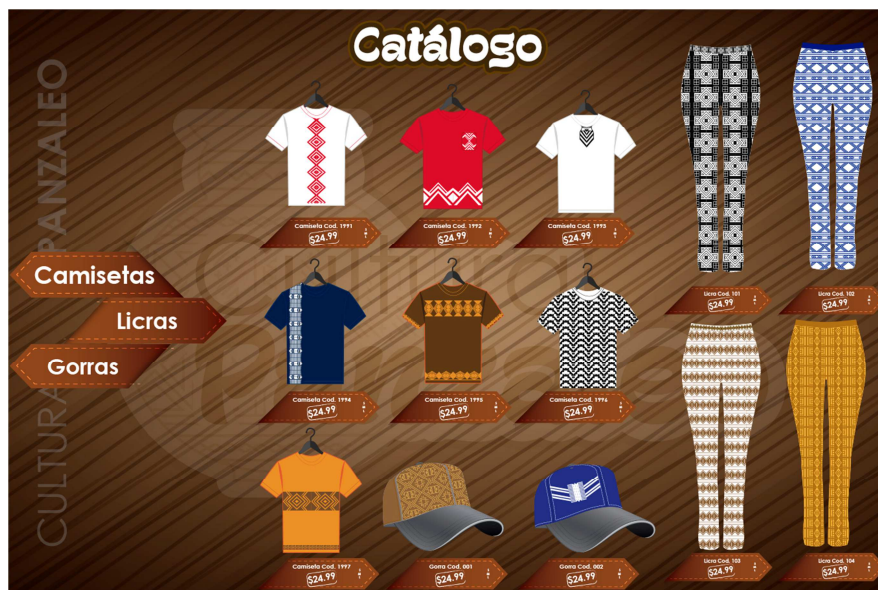 Catálogo
CULTURA PANZALEO
Camisetas
Licras
Gorras
Camiseta Cod. 1991
$24.99
Camiseta Cod. 1992
$24.99
Camiseta Cod. 1993
$24.99
Licra Cod. 101
$24.99
Licra Cod. 102
$24.99
Camiseta Cod. 1994
$24.99
Camiseta Cod. 1995
$24.99
Camiseta Cod. 1996
$24.99
Camiseta Cod. 1997
$24.99
Gorra Cod. 001
$24.99
Gorra Cod. 002
$24.99
Licra Cod. 103
$24.99
Licra Cod. 104
$24.99